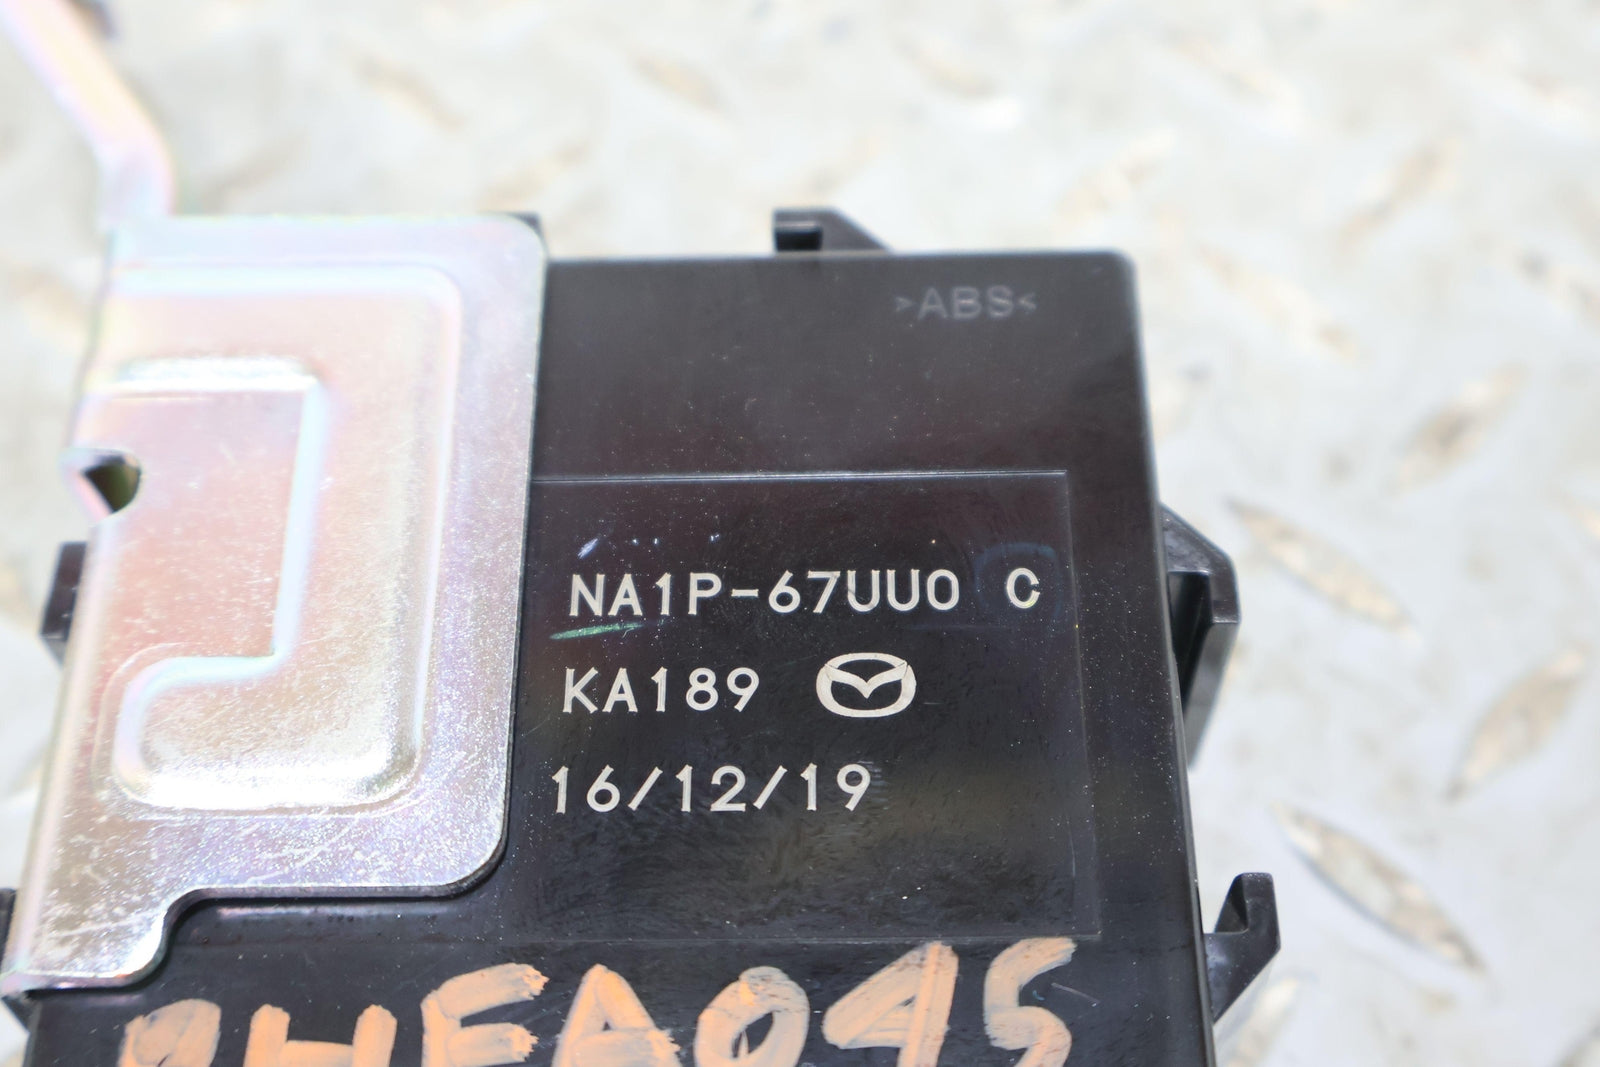 >ABS<
NA1P-67UU0 C
KA189
16/12/19